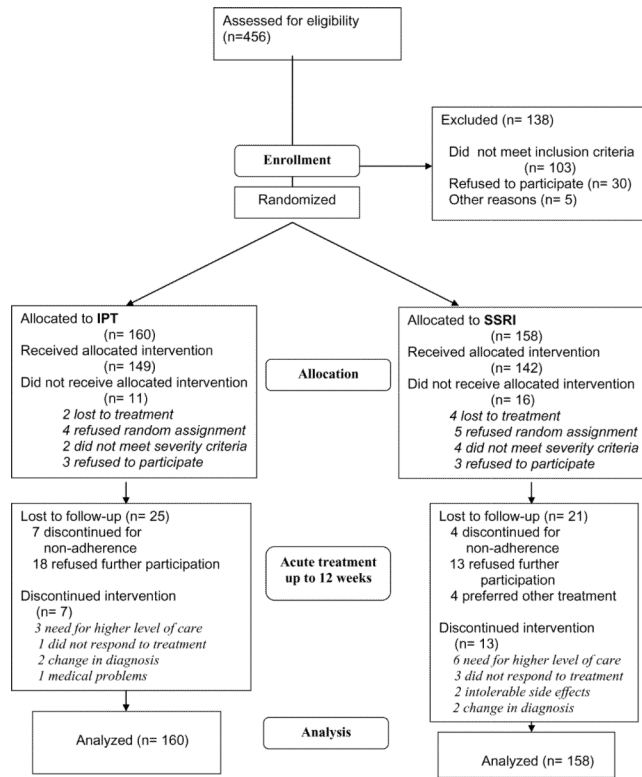 Assessed for eligibility
(n=456)
Excluded (n= 138)
Did not meet inclusion criteria
(n= 103)
Refused to participate (n= 30)
Other reasons (n= 5)
Enrollment
Randomized
Allocated to IPT
(n= 160)
Received allocated intervention
(n= 149)
Did not receive allocated intervention
(n= 11)
2 lost to treatment
4 refused random assignment
2 did not meet severity criteria
3 refused to participate
Allocation
Allocated to SSRI
(n= 158)
Received allocated intervention
(n= 142)
Did not receive allocated intervention
(n= 16)
4 lost to treatment
5 refused random assignment
4 did not meet severity criteria
3 refused to participate
Lost to follow-up (n= 25)
7 discontinued for
non-adherence
18 refused further participation
Discontinued intervention
(n= 7)
3 need for higher level of care
1 did not respond to treatment
2 change in diagnosis
1 medical problems
Acute treatment
up to 12 weeks
Lost to follow-up (n= 21)
4 discontinued for
non-adherence
13 refused further
participation
4 preferred other treatment
Discontinued intervention
(n= 13)
6 need for higher level of care
3 did not respond to treatment
2 intolerable side effects
2 change in diagnosis
Analyzed (n= 160)
Analysis
Analyzed (n= 158)